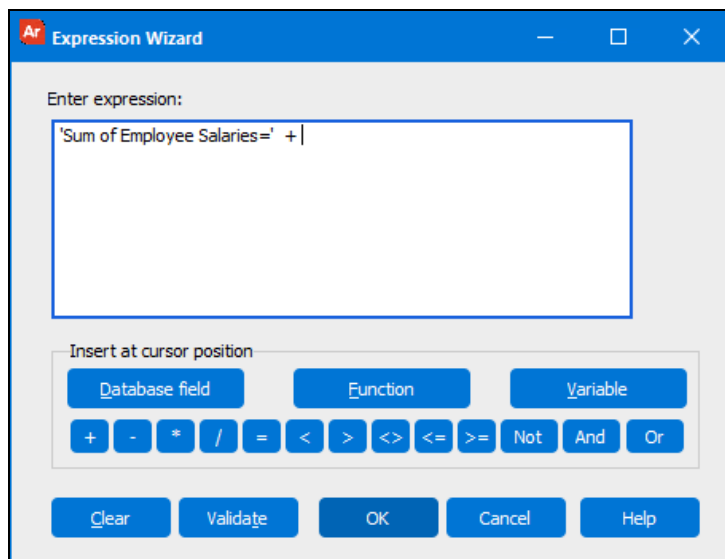 Ar Expression Wizard
Enter expression:
'Sum of Employee Salaries=' +
Insert at cursor position
Database field Function Variable
+ - * / = < > <> <= >= Not And Or
Clear Validate OK Cancel Help